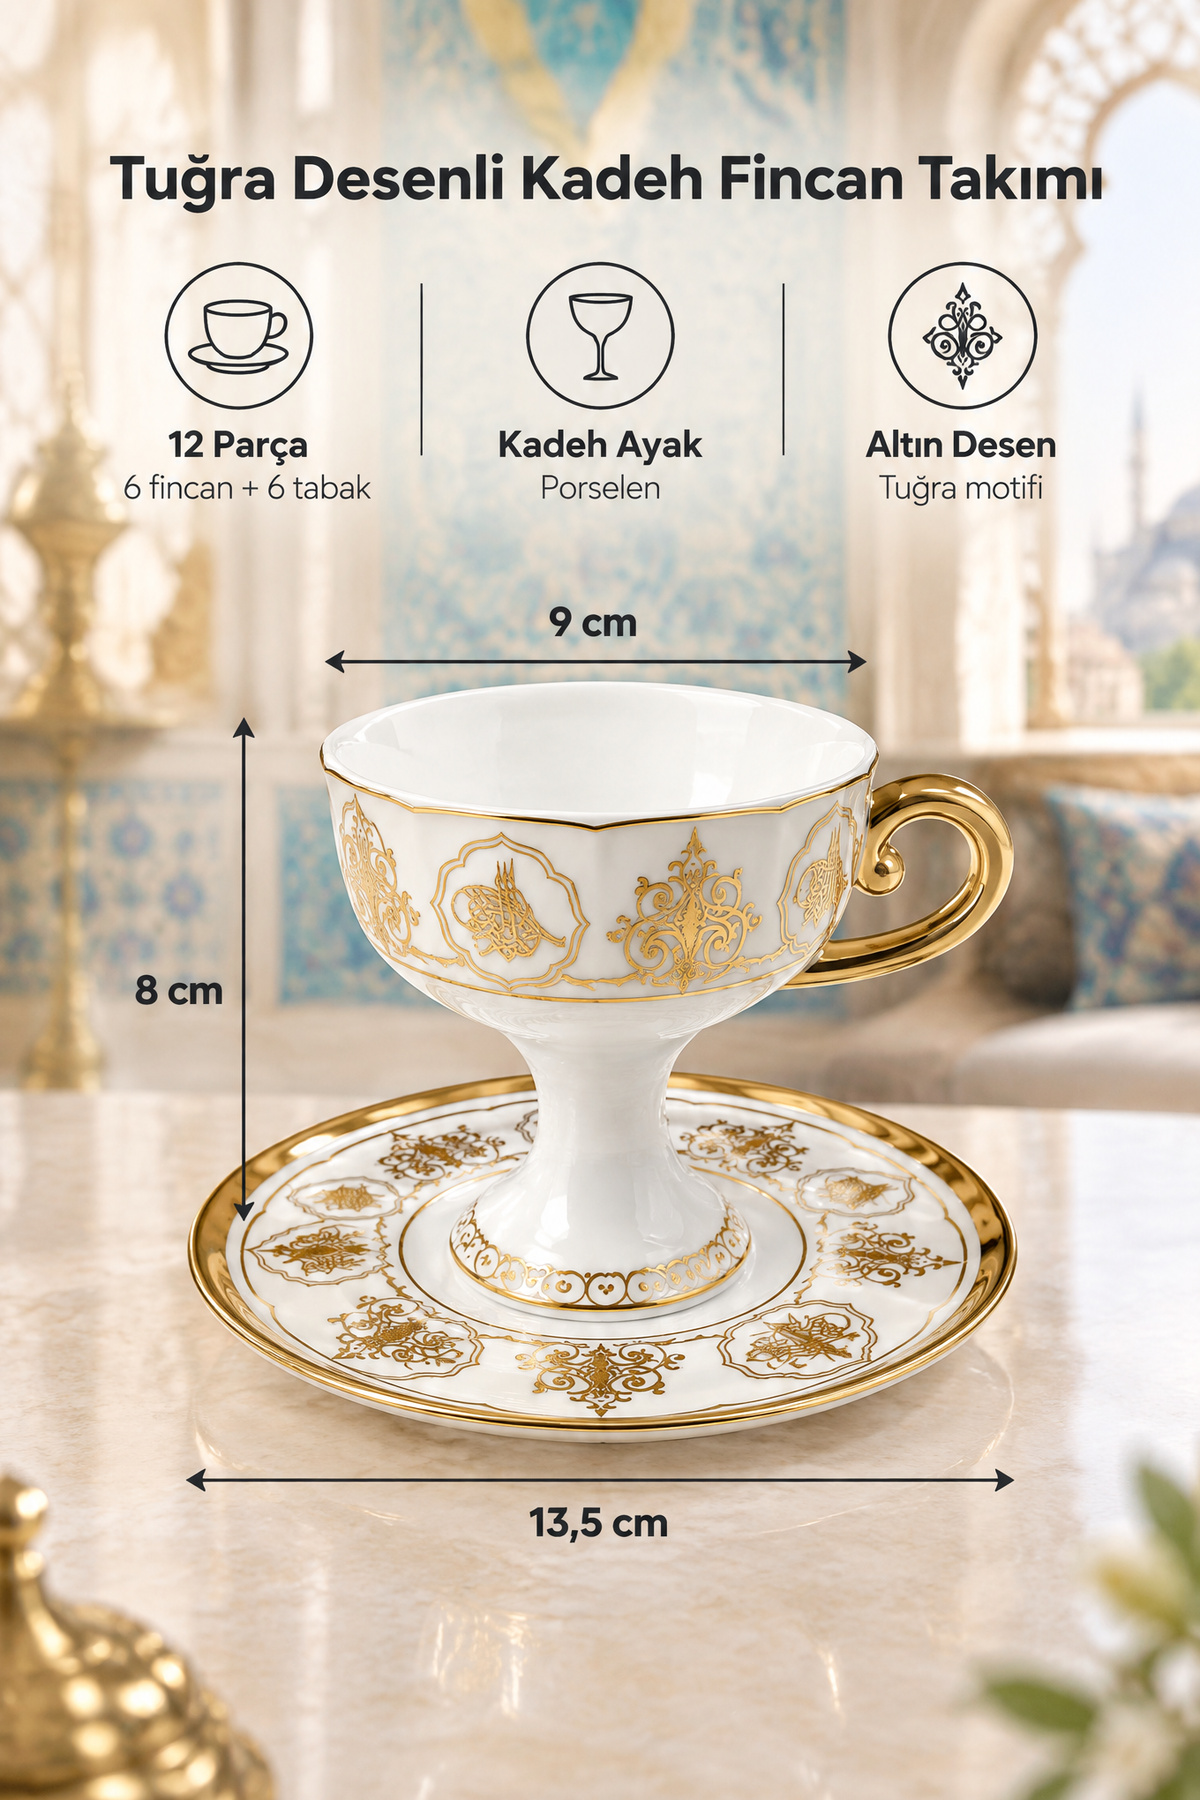 Tuğra Desenli Kadeh Fincan Takımı
12 Parça
6 fincan + 6 tabak
Kadeh Ayak
Porselen
Altın Desen
Tuğra motifi
9 cm
8 cm
13,5 cm